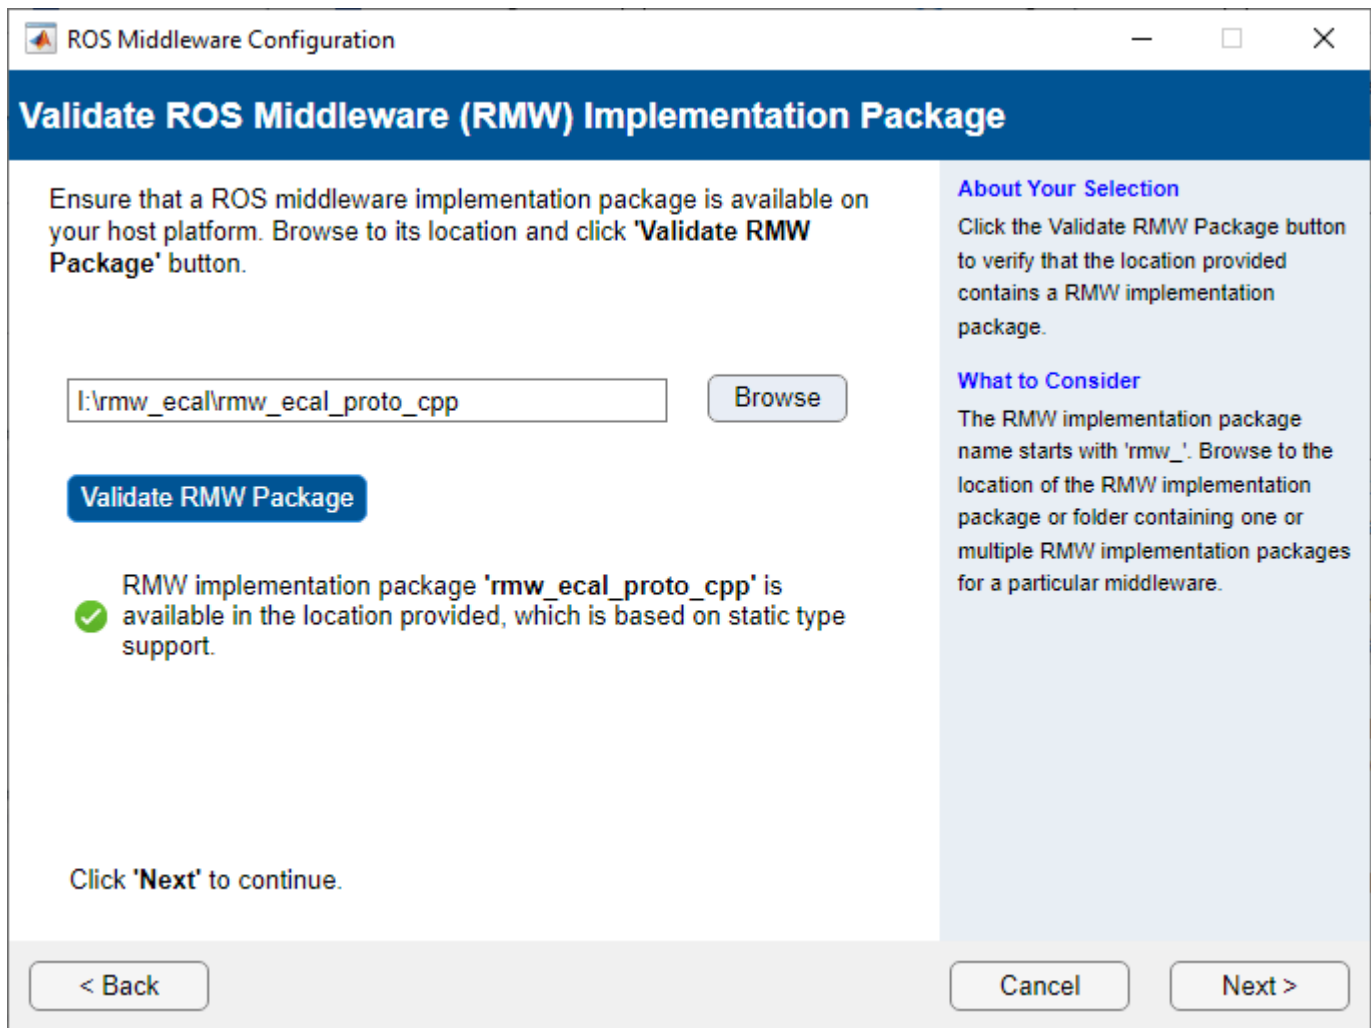 ROS Middleware Configuration
Validate ROS Middleware (RMW) Implementation Package
Ensure that a ROS middleware implementation package is available on
your host platform. Browse to its location and click 'Validate RMW
Package' button.
I:\rmw_ecal\rmw_ecal_proto_cpp
Browse
Validate RMW Package
RMW implementation package 'rmw_ecal_proto_cpp' is
available in the location provided, which is based on static type
support.
Click 'Next' to continue.
About Your Selection
Click the Validate RMW Package button
to verify that the location provided
contains a RMW implementation
package.
What to Consider
The RMW implementation package
name starts with 'rmw_'. Browse to the
location of the RMW implementation
package or folder containing one or
multiple RMW implementation packages
for a particular middleware.
< Back
Cancel
Next >